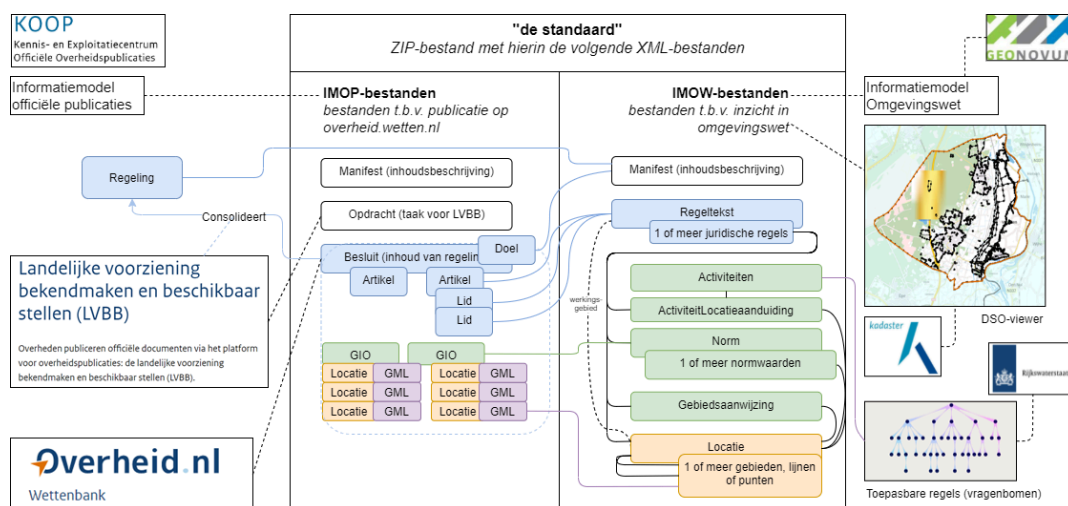 KOOP
Kennis- en Exploitatiecentrum
Officiële Overheidspublicaties
Informatiemodel
officiële publicaties
"de standaard"
ZIP-bestand met hierin de volgende XML-bestanden
GEONOVUM
Informatiemodel
Omgevingswet
IMOP-bestanden
bestanden t.b.v. publicatie op
overheid.wetten.nl
IMOW-bestanden
bestanden t.b.v. inzicht in
omgevingswet
Regeling
Consolideert
Manifest (inhoudsbeschrijving)
Opdracht (taak voor LVBB)
Doel
Besluit (inhoud van regelin
Artikel
Artikel
Lid
Lid
GIO
GIO
Locatie
GML
Locatie
GML
Locatie
GML
Locatie
GML
Locatie
GML
Locatie
GML
Manifest (inhoudsbeschrijving)
Regeltekst
1 of meer juridische regels
werkings-
gebied
Activiteiten
ActiviteitLocatieaanduiding
Norm
1 of meer normwaarden
Gebiedsaanwijzing
Locatie
1 of meer gebieden, lijnen
of punten
Landelijke voorziening
bekendmaken en beschikbaar
stellen (LVBB)
Overheden publiceren officiële documenten via het platform
voor overheidspublicaties: de landelijke voorziening
bekendmaken en beschikbaar stellen (LVBB).
Overheid.nl
Wettenbank
DSO-viewer
kadaster
Rijkswaterstaat
Toepasbare regels (vragenbomen)